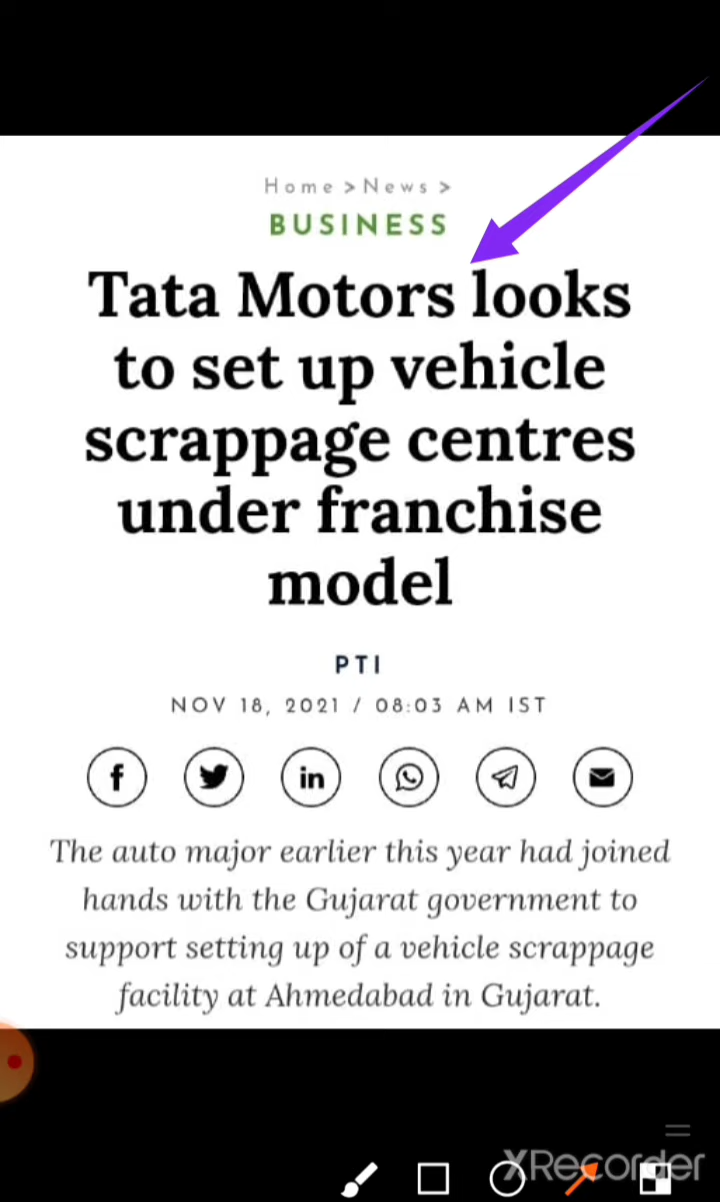 Home > News >
BUSINESS
Tata Motors looks
to set up vehicle
scrappage centres
under franchise
model
PTI
NOV 18, 2021 / 08:03 AM IST
The auto major earlier this year had joined
hands with the Gujarat government to
support setting up of a vehicle scrappage
facility at Ahmedabad in Gujarat.
XRecorder